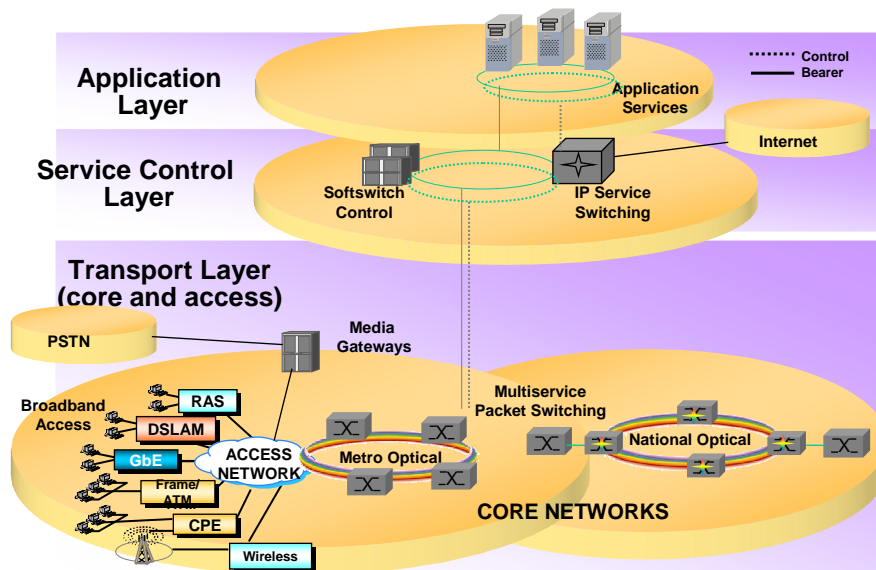 Application
Layer
Application
Services
Control
Bearer
Internet
Service Control
Layer
Softswitch
Control
IP Service
Switching
Transport Layer
(core and access)
PSTN
Media
Gateways
Broadband
Access
RAS
DSLAM
GbE
Frame/
ATM
CPE
Wireless
ACCESS
NETWORK
Metro Optical
Multiservice
Packet Switching
National Optical
CORE NETWORKS